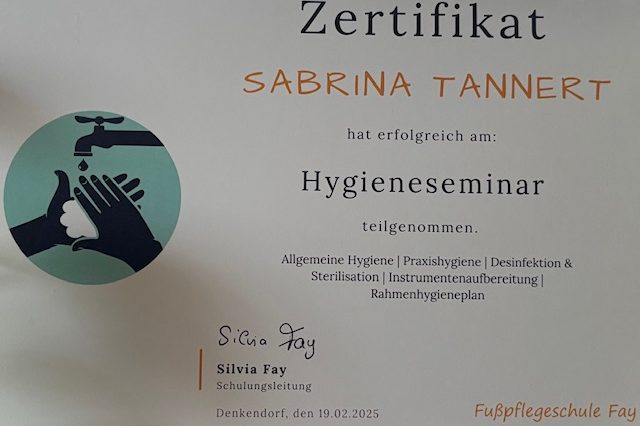 Zertifikat
SABRINA TANNERT
hat erfolgreich am:
Hygieneseminar
teilgenommen.
Allgemeine Hygiene | Praxishygiene | Desinfektion &
Sterilisation | Instrumentenaufbereitung |
Rahmenhygieneplan
Silvia Fay
Silvia Fay
Schulungsleitung
Denkendorf, den 19.02.2025
Fußpflegeschule Fay